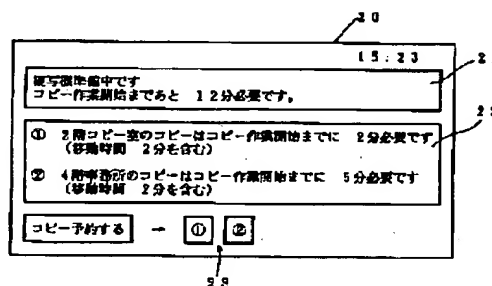 20
15:23
複写機準備中です
コピー作業開始まであと 12分必要です。
2
① 2階コピー室のコピーはコピー作業開始までに 2分必要です
(移動時間 2分を含む)
② 4階事務所のコピーはコピー作業開始までに 5分必要です
(移動時間 2分を含む)
コピー予約する → ① ②